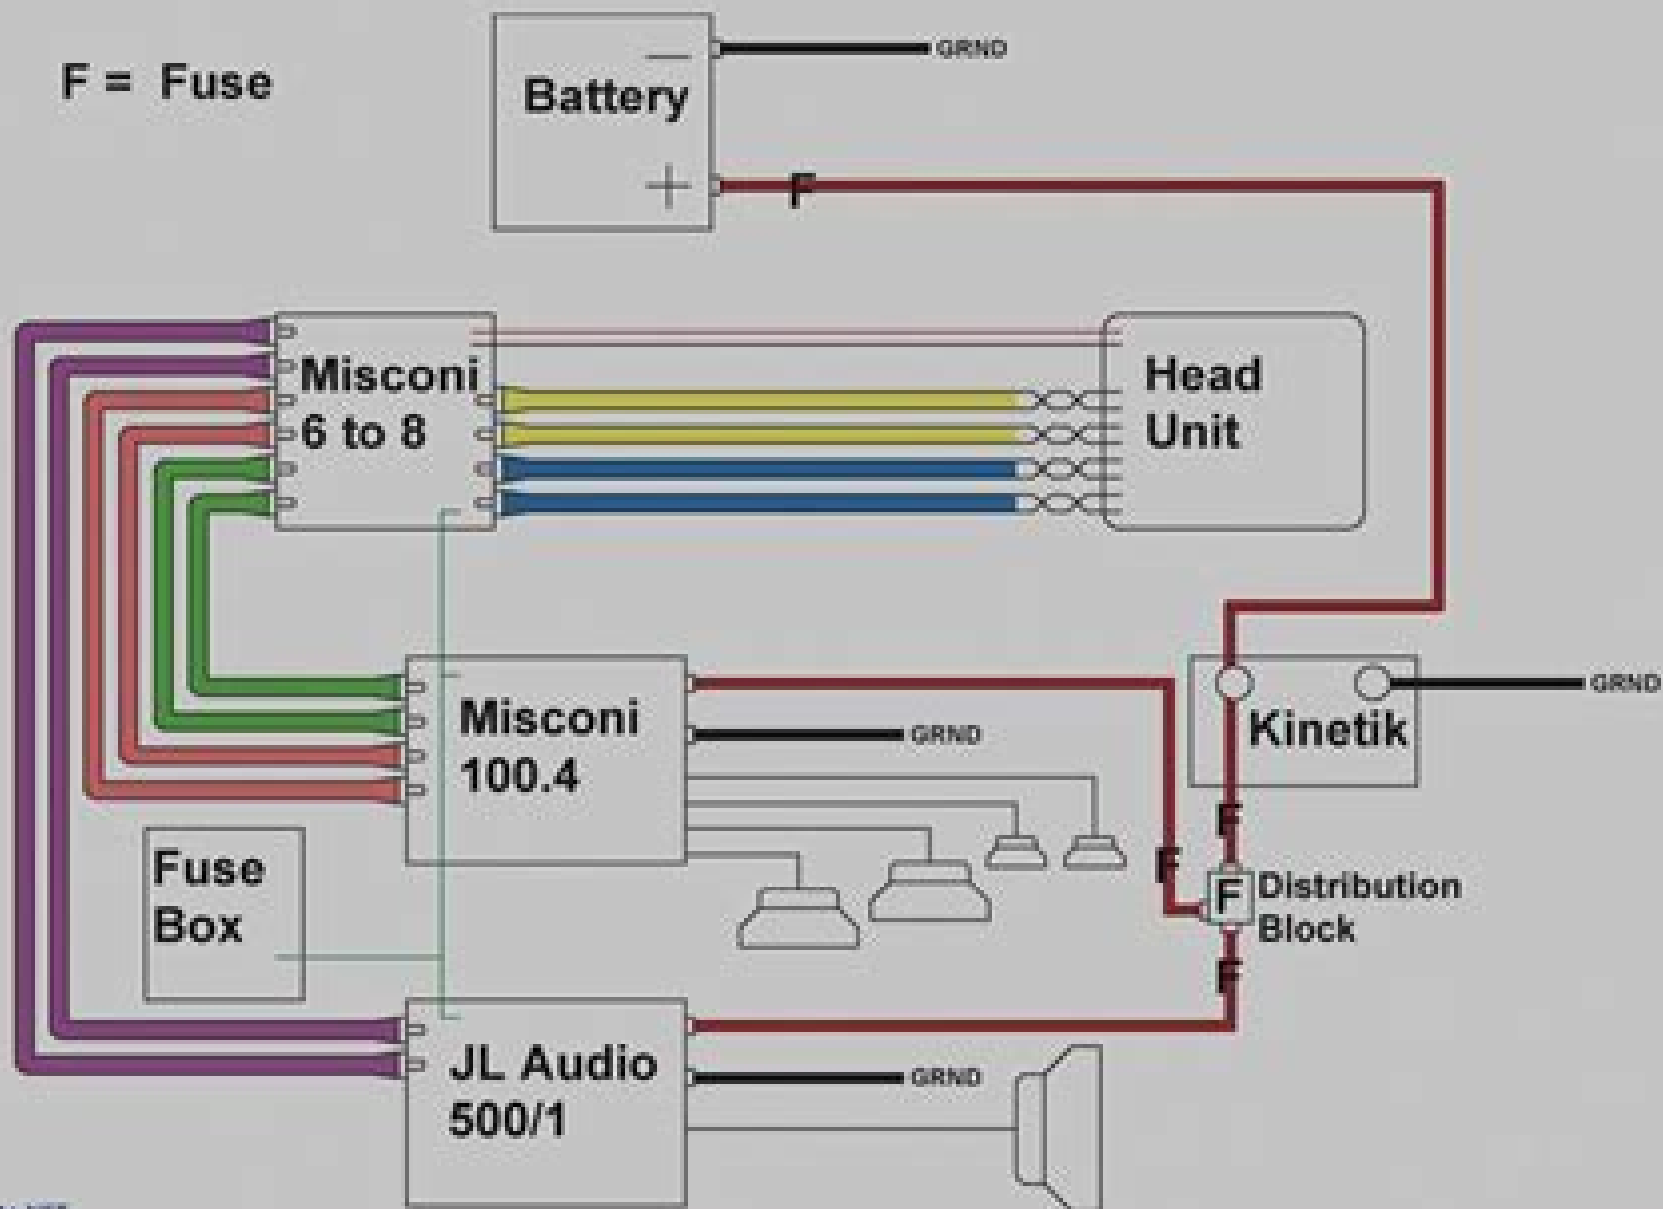 F = Fuse
Battery
—
+
GRND
F
Misconi
6 to 8
Head
Unit
Misconi
100.4
GRND
Kinetik
GRND
F
F
F
Distribution
Block
F
Fuse
Box
JL Audio
500/1
GRND